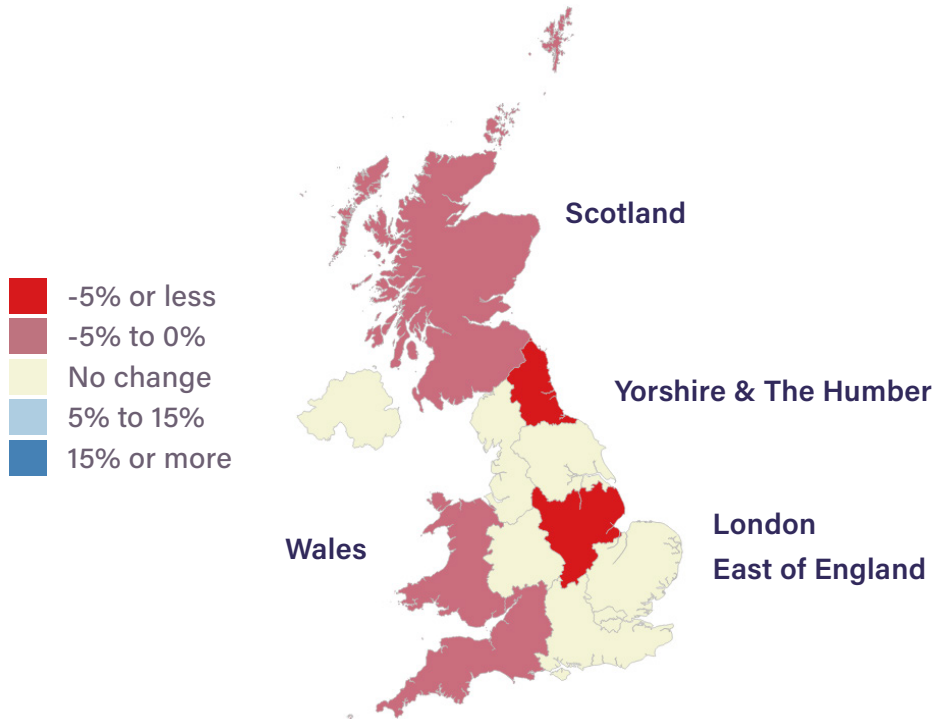 Scotland
-5% or less
-5% to 0%
No change
5% to 15%
15% or more
Yorshire & The Humber
Wales
London
East of England